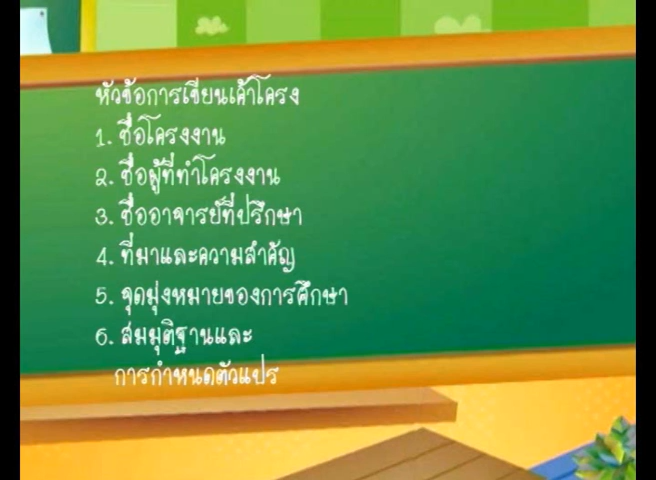 หัวข้อการเขียนเค้าโครง
1. ชื่อโครงงาน
2. ชื่อผู้ที่ทำโครงงาน
3. ชื่ออาจารย์ที่ปรึกษา
4. ที่มาและความสำคัญ
5. จุดมุ่งหมายของการศึกษา
6. สมมุติฐานและ
การกำหนดตัวแปร